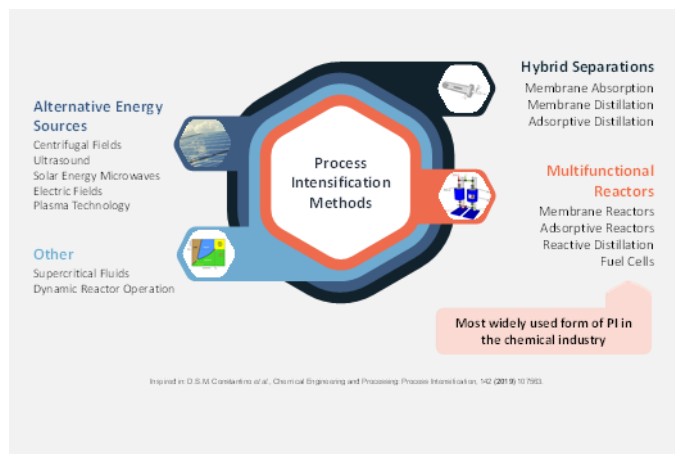 Hybrid Separations
Membrane Absorption
Membrane Distillation
Adsorptive Distillation
Alternative Energy
Sources
Centrifugal Fields
Ultrasound
Solar Energy Microwaves
Electric Fields
Plasma Technology
Process
Intensification
Methods
Multifunctional
Reactors
Membrane Reactors
Adsorptive Reactors
Reactive Distillation
Fuel Cells
Other
Supercritical Fluids
Dynamic Reactor Operation
Most widely used form of PI in
the chemical industry
Inspired in: D.S.M. Constantino et al., Chemical Engineering and Processing: Process Intensification, 142 (2019) 107563.